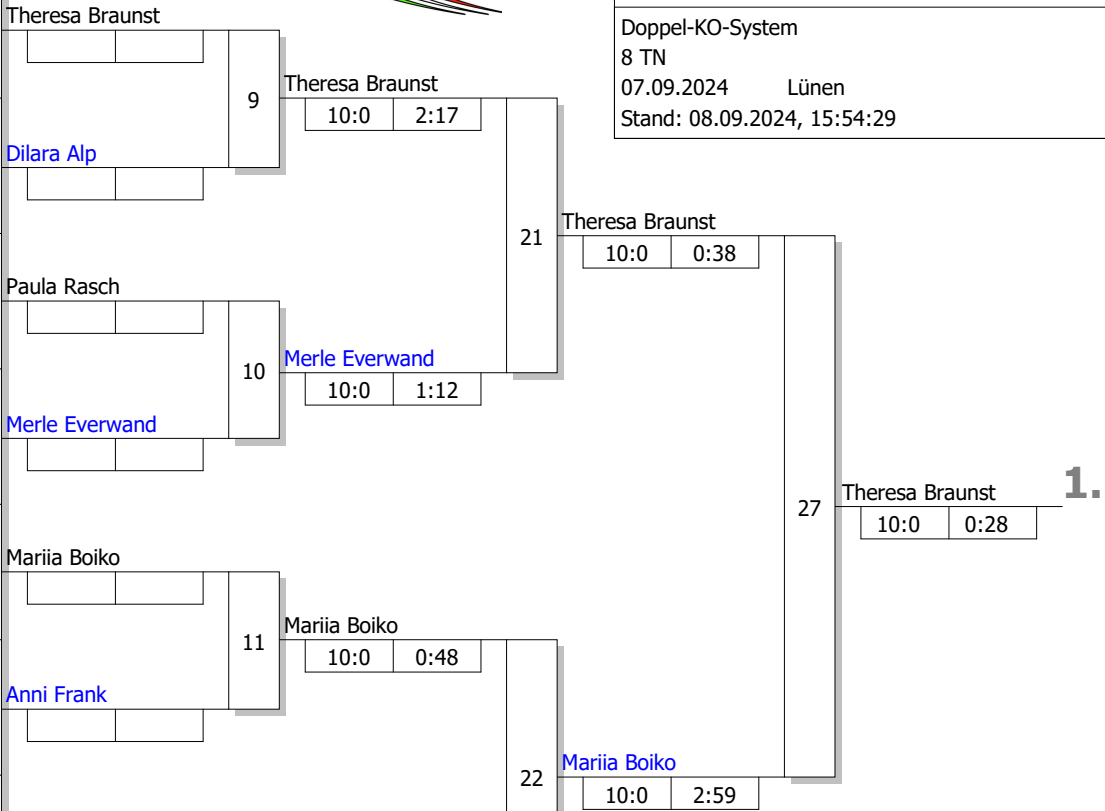 Theresa Braunst
Doppel-KO-System
8 TN
07.09.2024 Lünen
Stand: 08.09.2024, 15:54:29
9
Theresa Braunst
10:0 2:17
Dilara Alp
21
Theresa Braunst
10:0 0:38
Paula Rasch
10
Merle Everwand
10:0 1:12
Merle Everwand
27
Theresa Braunst
1.
10:0 0:28
Mariia Boiko
11
Mariia Boiko
10:0 0:48
Anni Frank
22
Mariia Boiko
10:0 2:59